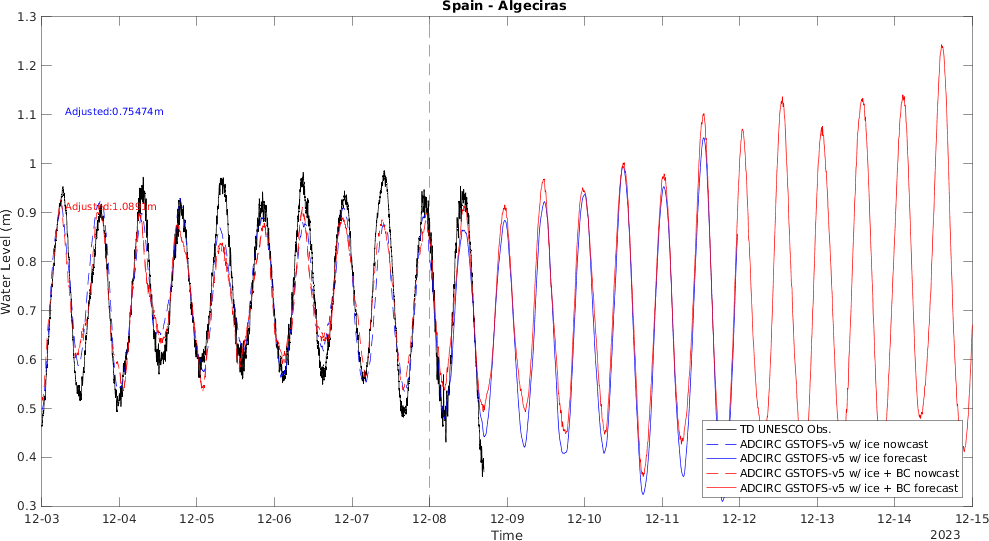 Spain - Algeciras
1.3
1.2
1.1
1
0.9
0.8
0.7
0.6
0.5
0.4
0.3
Water Level (m)
Adjusted:0.75474m
TD UNESCO Obs.
ADCIRC GSTOFS-v5 w/ ice nowcast
ADCIRC GSTOFS-v5 w/ ice forecast
ADCIRC GSTOFS-v5 w/ ice + BC nowcast
ADCIRC GSTOFS-v5 w/ ice + BC forecast
12-03 12-04 12-05 12-06 12-07 12-08 12-09 12-10 12-11 12-12 12-13 12-14 12-15
Time
2023